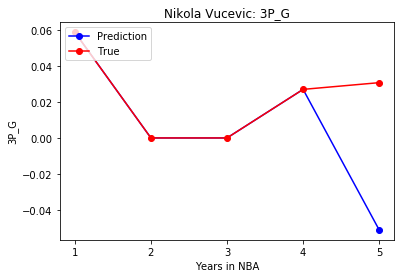 Nikola Vucevic: 3P_G
Prediction
True
0.06
0.04
0.02
0.00
−0.02
−0.04
3P_G
1 2 3 4 5
Years in NBA